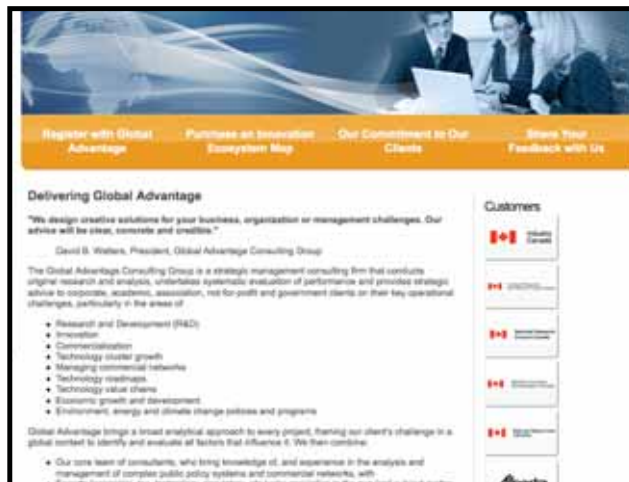 Register with Global
Advantage
Purchase an Innovation
Ecosystem Map
Our Commitment to Our
Clients
Share Your
Feedback with Us
Delivering Global Advantage
"We design creative solutions for your business, organization or management challenges. Our
advice will be clear, concrete and credible."
David B. Watters, President, Global Advantage Consulting Group
The Global Advantage Consulting Group is a strategic management consulting firm that conducts
original research and analysis, undertakes systematic evaluation of performance and provides strategic
advice to corporate, academic, association, not-for-profit and government clients on their key operational
challenges, particularly in the areas of
• Research and Development (R&D)
• Innovation
• Commercialization
• Technology cluster growth
• Managing commercial networks
• Technology roadmaps
• Technology value chains
• Economic growth and development
• Environment, energy and climate change policies and programs
Global Advantage brings a broad analytical approach to every project, framing our client's challenge in a
global context to identify and evaluate all factors that influence it. We then combine:
• Our core team of consultants, who bring knowledge of, and experience in the analysis and
management of complex public policy systems and commercial networks, with
Customers
Industry
Canada